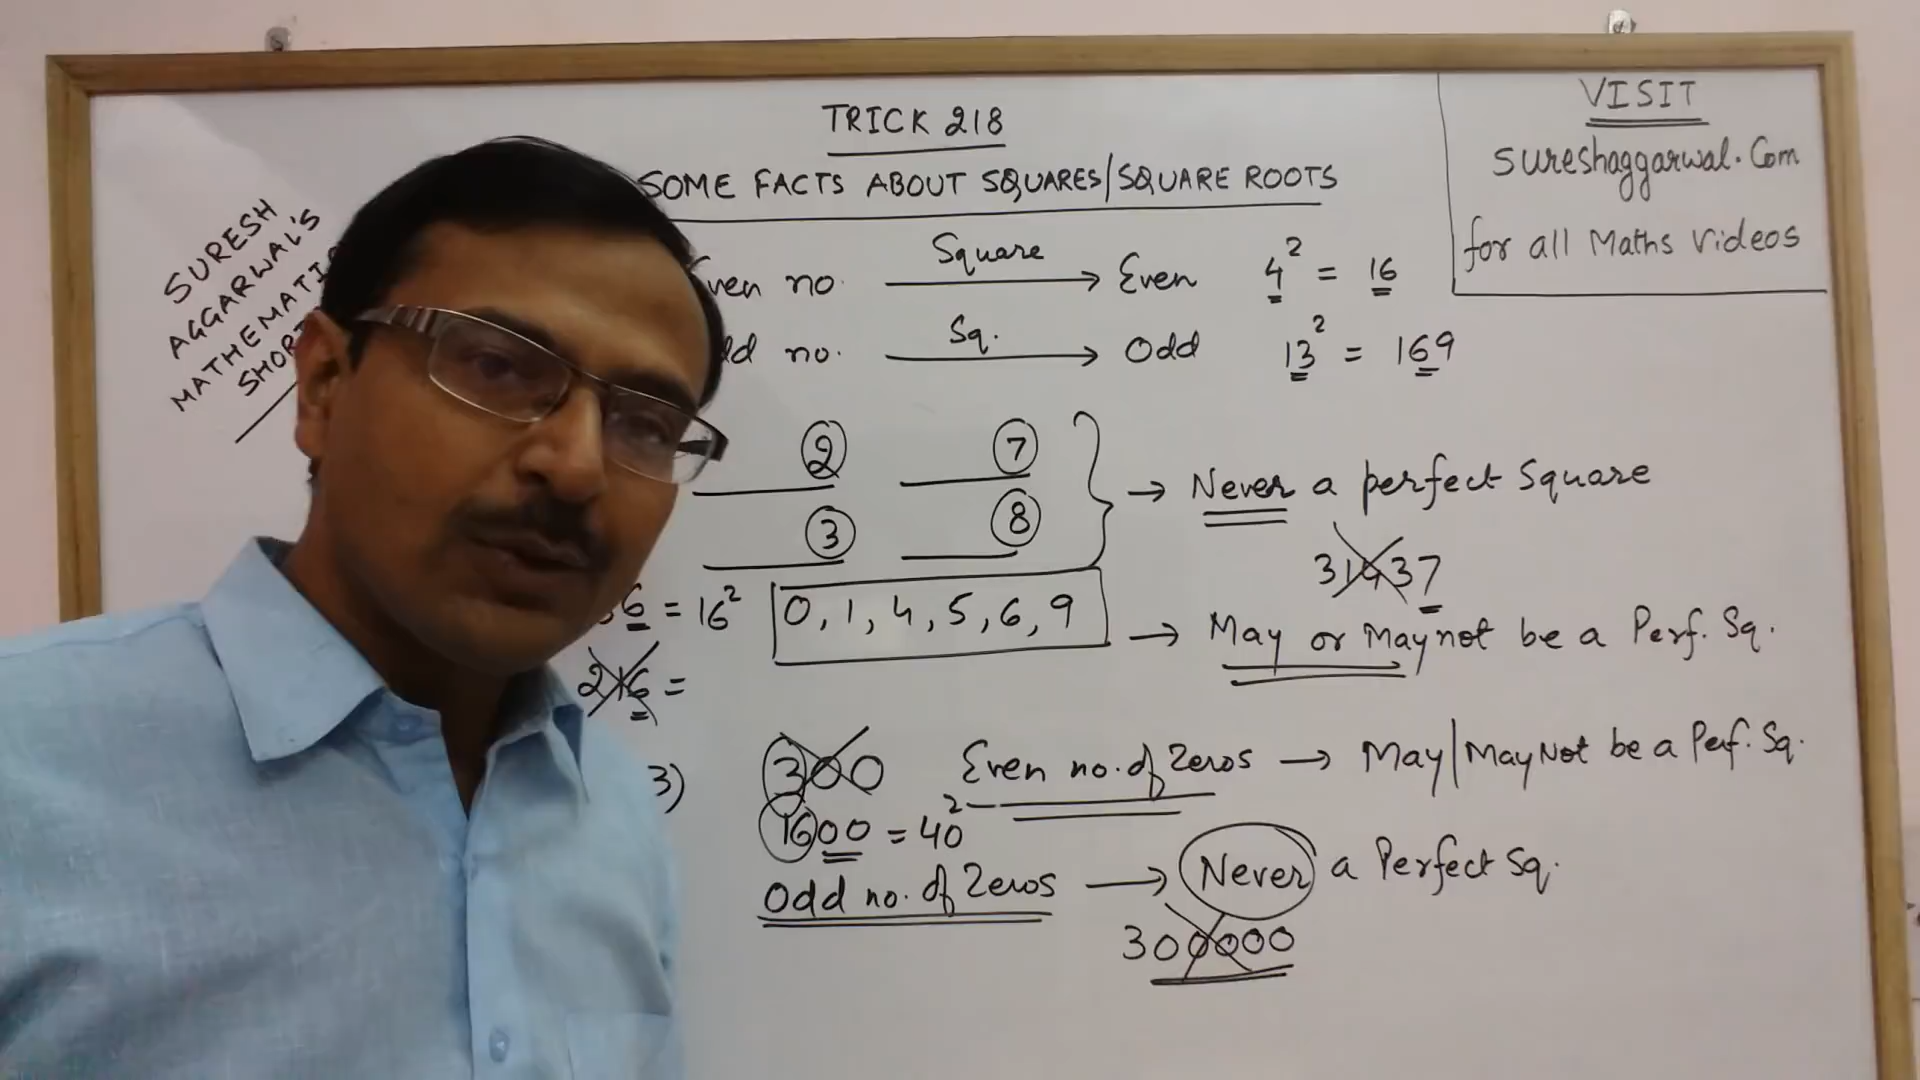 TRICK 218
SOME FACTS ABOUT SQUARES/SQUARE ROOTS
VISIT
sureshaggarwal.Com
for all Maths Videos
SURESH
AGGARWAL'S
no. Square → Even 4² = 16
no. Sq. → Odd 13² = 169
2 7
3 8
→ Never a perfect Square
31437
6 = 16² 0, 1, 4, 5, 6, 9 → May or May not be a Perf. Sq.
216 =
3) 300 Even no. of Zeros → May/May Not be a Perf. Sq.
1600 = 40²
Odd no. of Zeros → Never a Perfect Sq.
300000